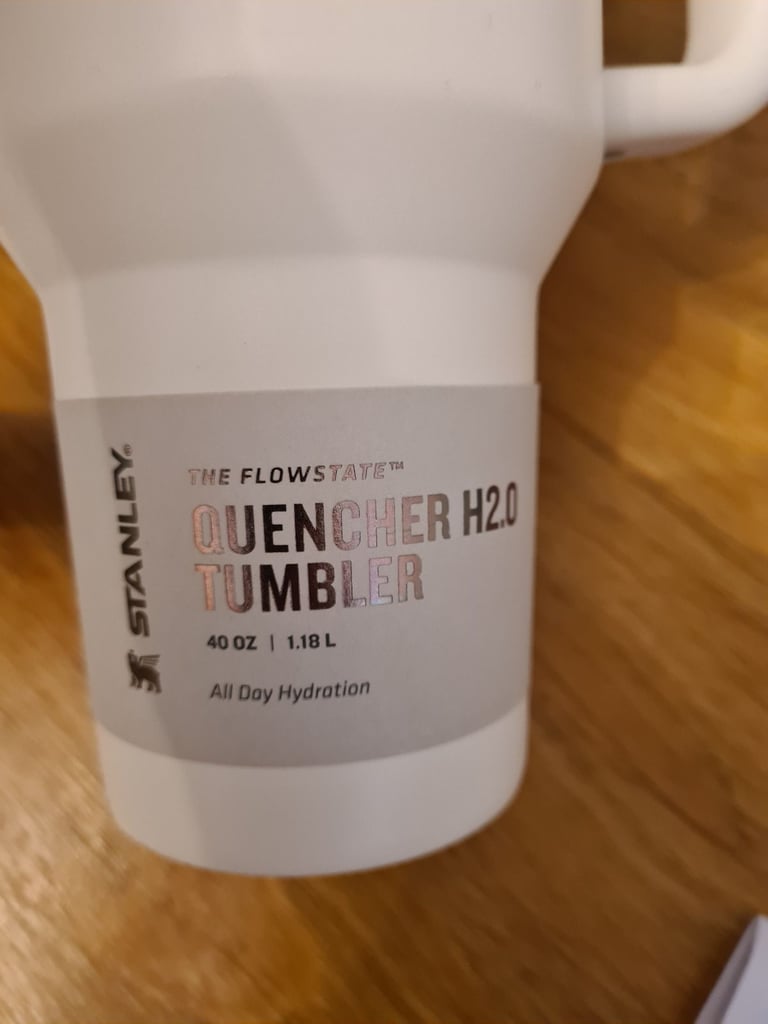 STANLEY®
THE FLOWSTATE™
QUENCHER H2.0
TUMBLER
40 OZ | 1.18 L
All Day Hydration